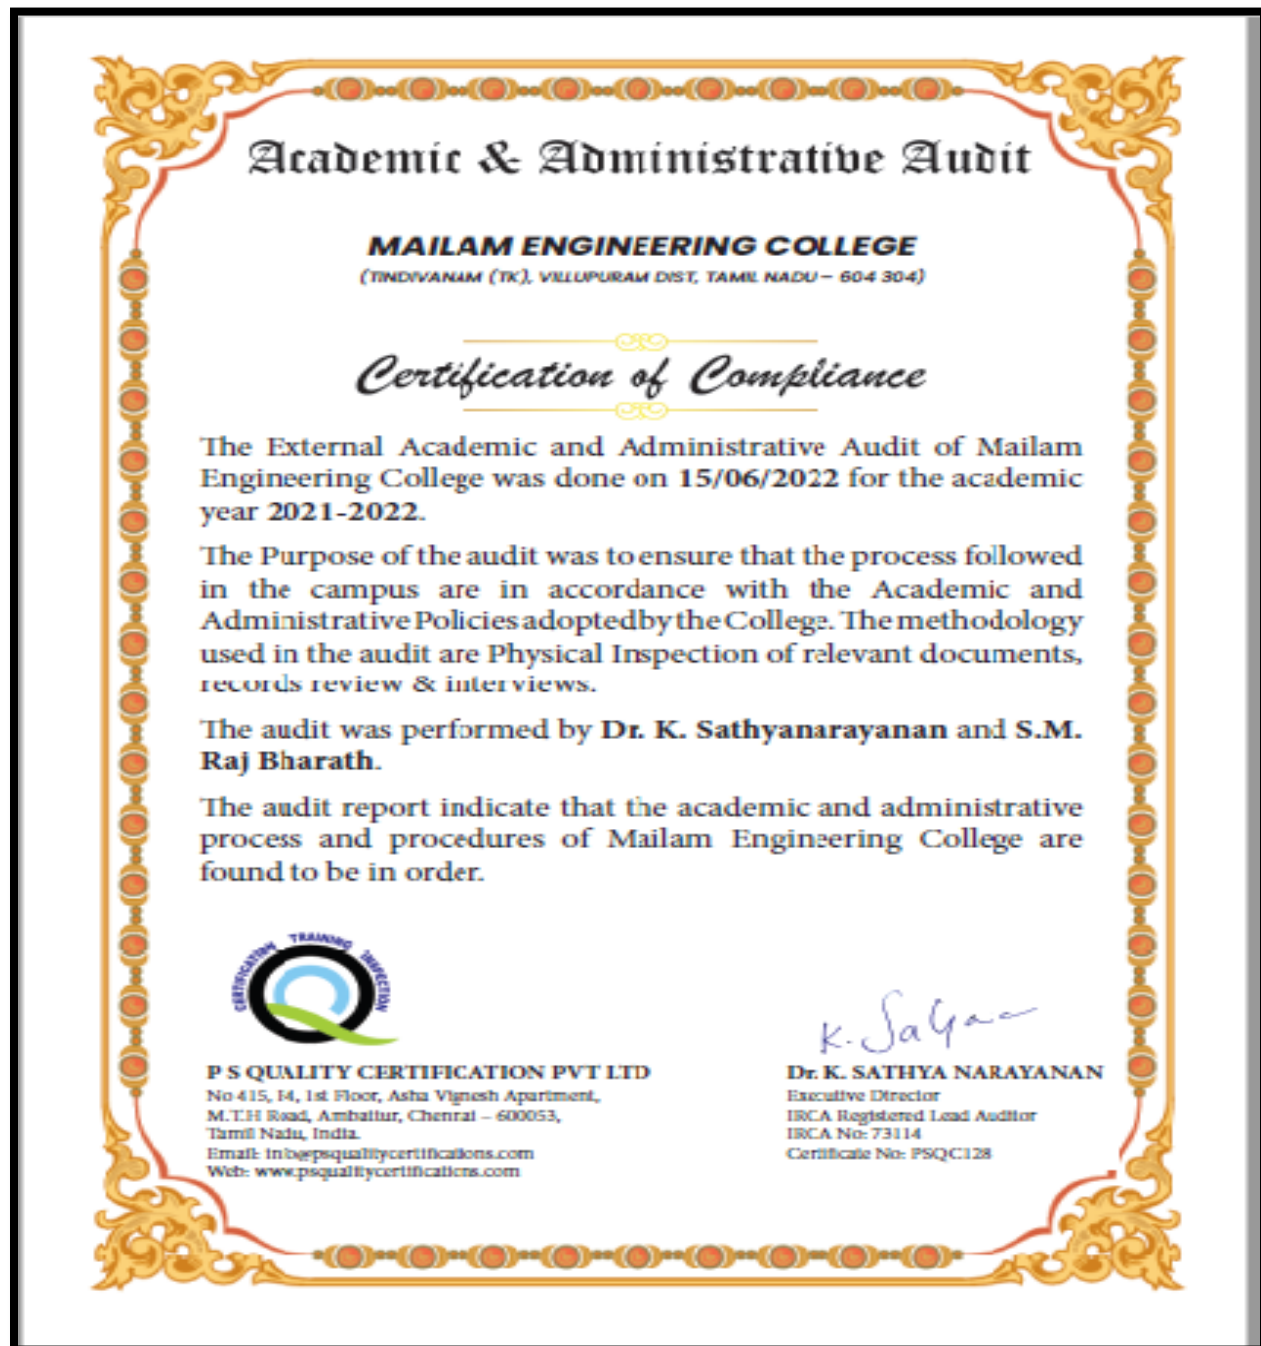 Academic & Administrative Audit
MAILAM ENGINEERING COLLEGE
(TINDIVANAM (TK), VILLUPURAM DIST, TAMIL NADU – 604 304)
Certification of Compliance
The External Academic and Administrative Audit of Mailam
Engineering College was done on 15/06/2022 for the academic
year 2021-2022.
The Purpose of the audit was to ensure that the process followed
in the campus are in accordance with the Academic and
Administrative Policies adopted by the College. The methodology
used in the audit are Physical Inspection of relevant documents,
records review & interviews.
The audit was performed by Dr. K. Sathyanarayanan and S.M.
Raj Bharath.
The audit report indicate that the academic and administrative
process and procedures of Mailam Engineering College are
found to be in order.
CERTIFICATION TRAINING INSPECTION
K. Satya
P S QUALITY CERTIFICATION PVT LTD
No 415, F4, 1st Floor, Asha Vignesh Apartment,
M.T.H Road, Ambattur, Chennai – 600053,
Tamil Nadu, India.
Email: info@psqualitycertifications.com
Web: www.psqualitycertifications.com
Dr. K. SATHYA NARAYANAN
Executive Director
IRCA Registered Lead Auditor
IRCA No: 73114
Certificate No: PSQC128